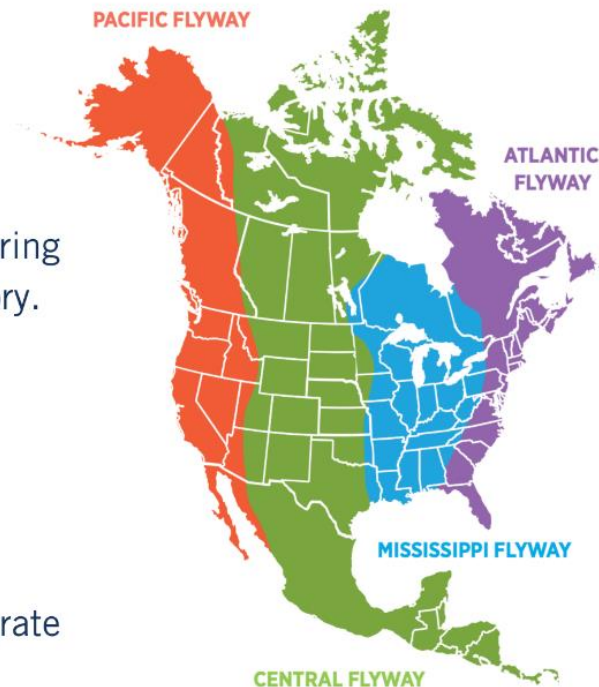 PACIFIC FLYWAY
ATLANTIC
FLYWAY
ring
ry.
MISSISSIPPI FLYWAY
rate
CENTRAL FLYWAY